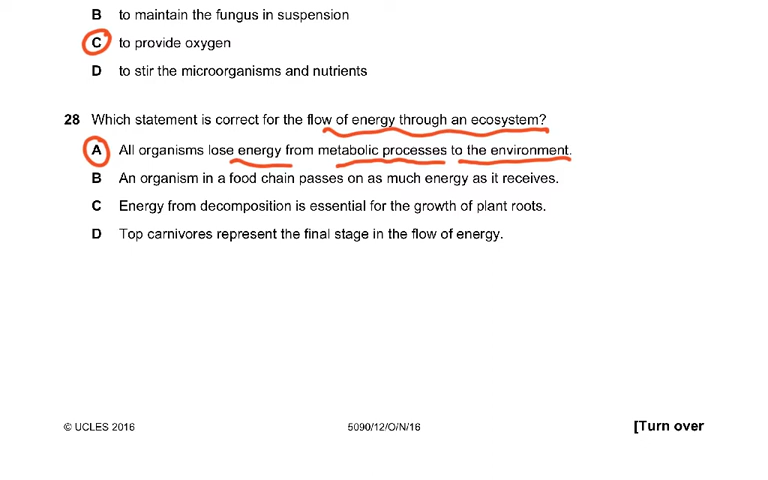 B to maintain the fungus in suspension
C to provide oxygen
D to stir the microorganisms and nutrients
28 Which statement is correct for the flow of energy through an ecosystem?
A All organisms lose energy from metabolic processes to the environment.
B An organism in a food chain passes on as much energy as it receives.
C Energy from decomposition is essential for the growth of plant roots.
D Top carnivores represent the final stage in the flow of energy.
© UCLES 2016 5090/12/O/N/16 [Turn over